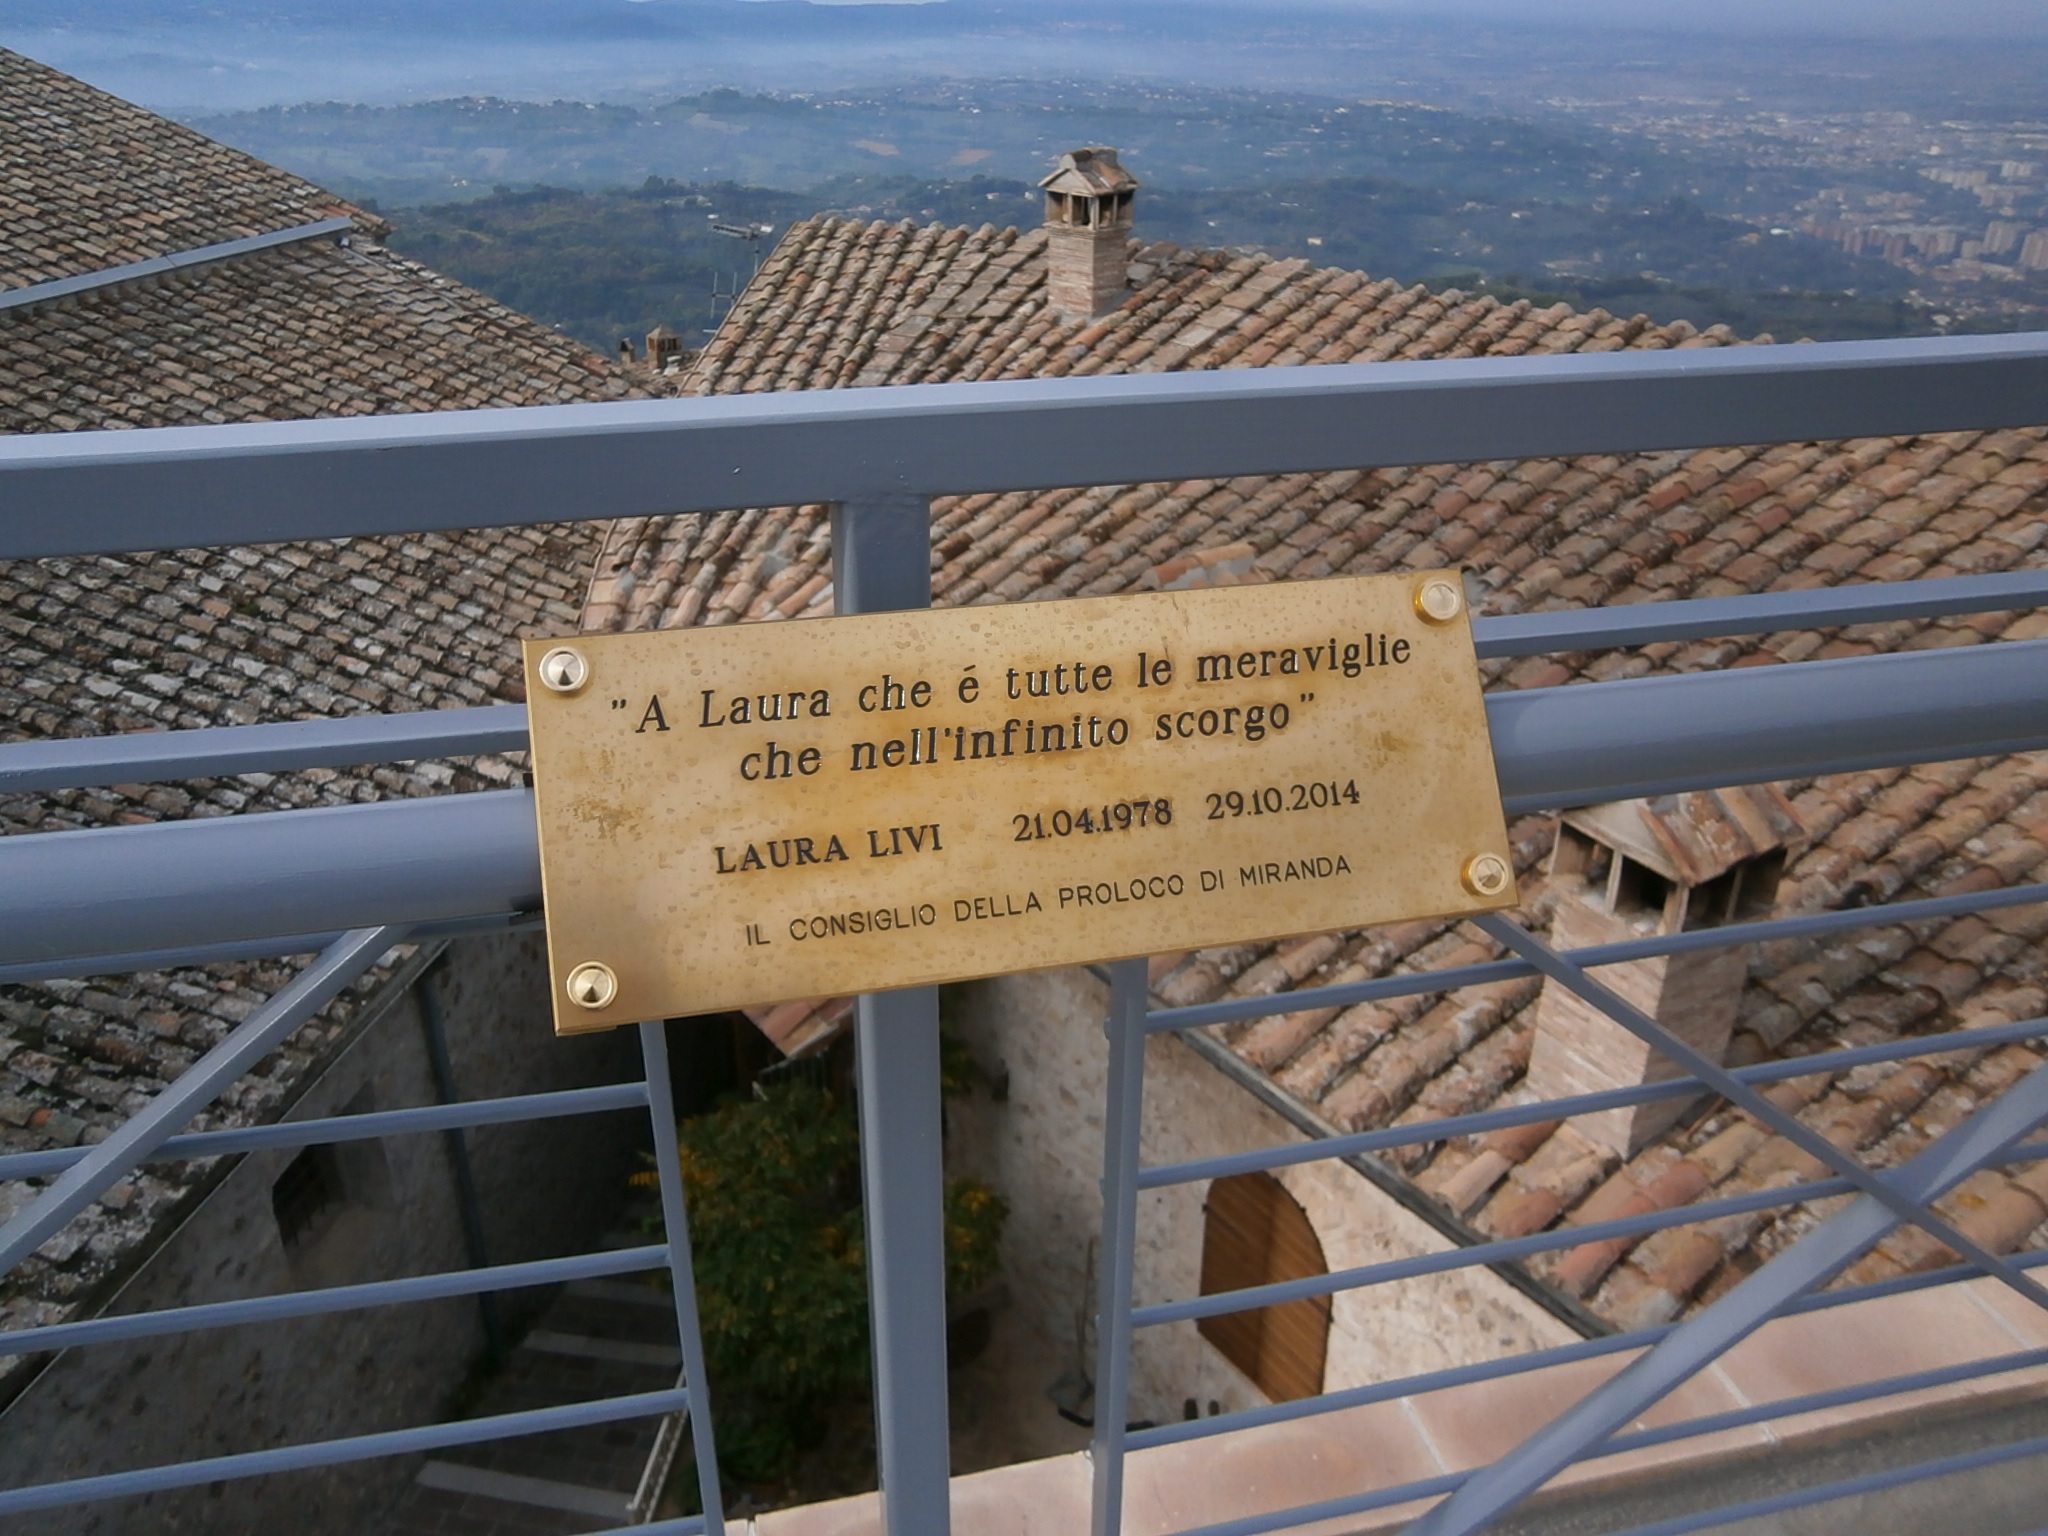 "A Laura che é tutte le meraviglie
che nell'infinito scorgo"
LAURA LIVI 21.04.1978 29.10.2014
IL CONSIGLIO DELLA PROLOCO DI MIRANDA